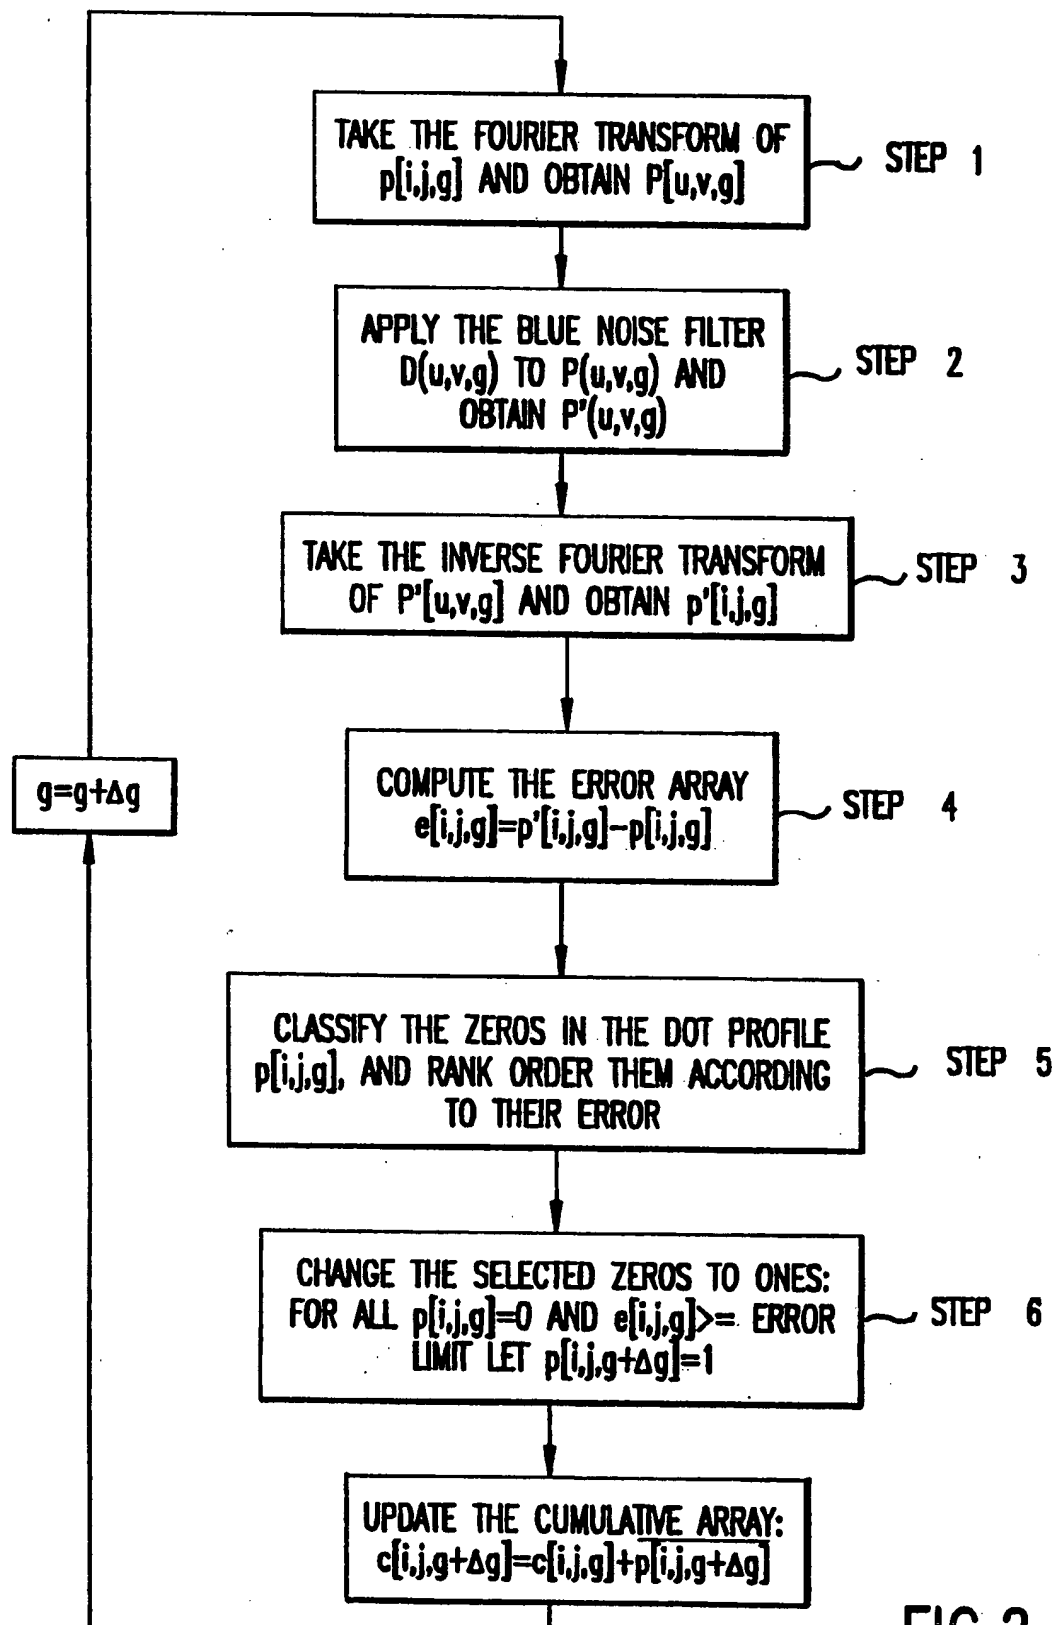 TAKE THE FOURIER TRANSFORM OF
p[i,j,g] AND OBTAIN P[u,v,g]
STEP 1
APPLY THE BLUE NOISE FILTER
D(u,v,g) TO P(u,v,g) AND
OBTAIN P'(u,v,g)
STEP 2
TAKE THE INVERSE FOURIER TRANSFORM
OF P'[u,v,g] AND OBTAIN p'[i,j,g]
STEP 3
g=g+Δg
COMPUTE THE ERROR ARRAY
e[i,j,g]=p'[i,j,g]-p[i,j,g]
STEP 4
CLASSIFY THE ZEROS IN THE DOT PROFILE
p[i,j,g], AND RANK ORDER THEM ACCORDING
TO THEIR ERROR
STEP 5
CHANGE THE SELECTED ZEROS TO ONES:
FOR ALL p[i,j,g]=0 AND e[i,j,g]>= ERROR
LIMIT LET p[i,j,g+Δg]=1
STEP 6
UPDATE THE CUMULATIVE ARRAY:
c[i,j,g+Δg]=c[i,j,g]+p[i,j,g+Δg]